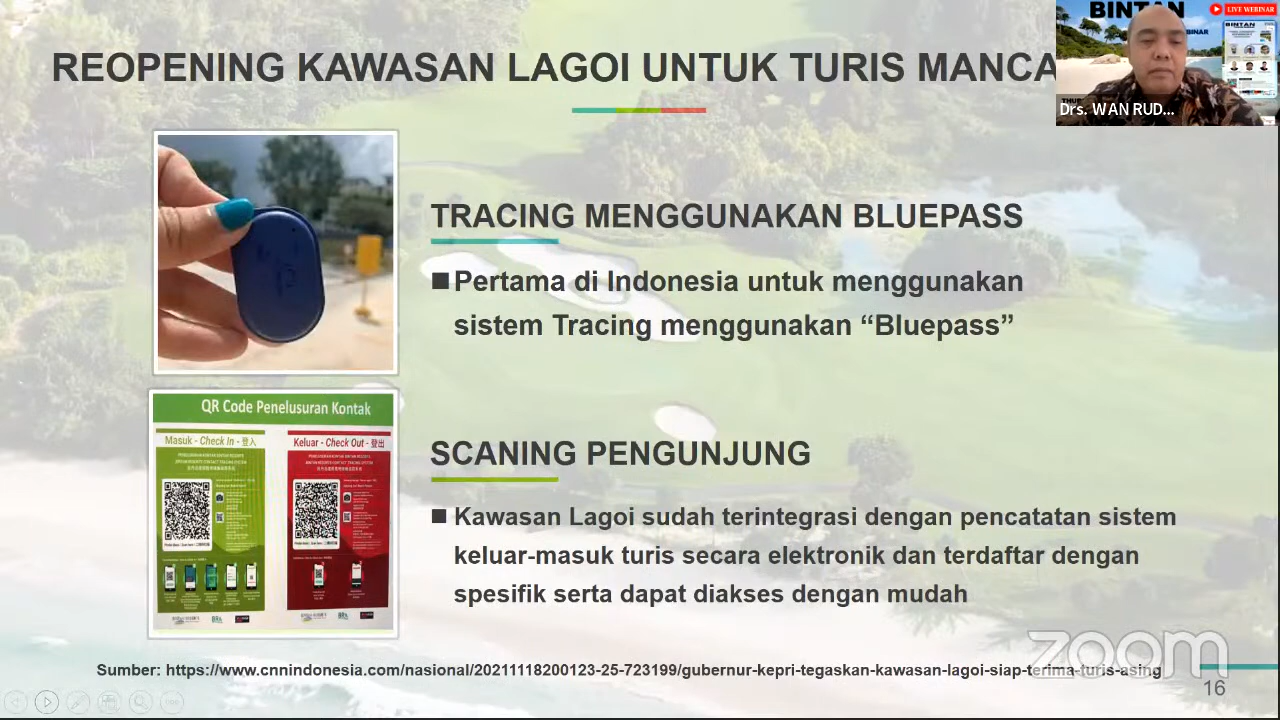 REOPENING KAWASAN LAGOI UNTUK TURIS MANCA
BINTAN
LIVE WEBINAR
Drs. WAN RUD...
TRACING MENGGUNAKAN BLUEPASS
Pertama di Indonesia untuk menggunakan
sistem Tracing menggunakan “Bluepass”
QR Code Penelusuran Kontak
Masuk - Check In - 登入
Keluar - Check Out - 登出
SCANING PENGUNJUNG
Kawasan Lagoi sudah terintegrasi dengan pencatatan sistem
keluar-masuk turis secara elektronik dan terdaftar dengan
spesifik serta dapat diakses dengan mudah
Sumber: https://www.cnnindonesia.com/nasional/20211118200123-25-723199/gubernur-kepri-tegaskan-kawasan-lagoi-siap-terima-turis-asing
zoom
16